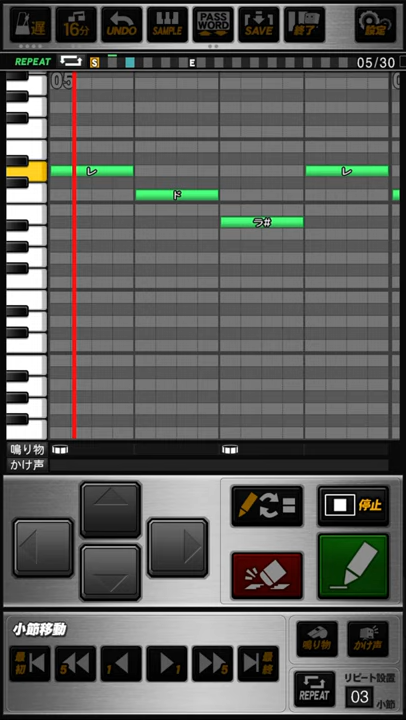 遅
16分
UNDO
SAMPLE
PASS
WORD
SAVE
終了
設定
REPEAT
S
E
05/30
05
レ
レ
ド
ラ#
鳴り物
かけ声
停止
小節移動
最初
5
1
1
5
最終
鳴り物
かけ声
REPEAT
リピート設置
03
小節